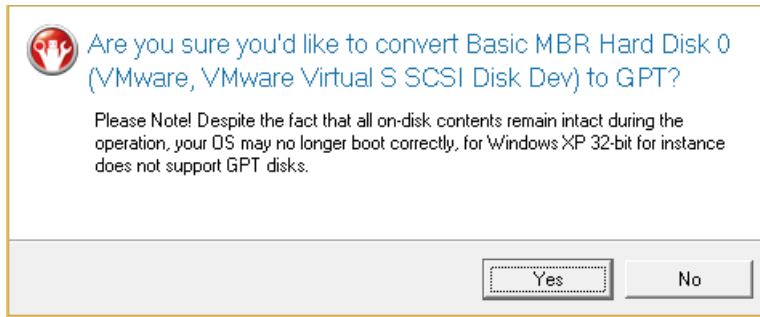 Are you sure you'd like to convert Basic MBR Hard Disk 0
(VMware, VMware Virtual S SCSI Disk Dev) to GPT?
Please Note! Despite the fact that all on-disk contents remain intact during the
operation, your OS may no longer boot correctly, for Windows XP 32-bit for instance
does not support GPT disks.
Yes No